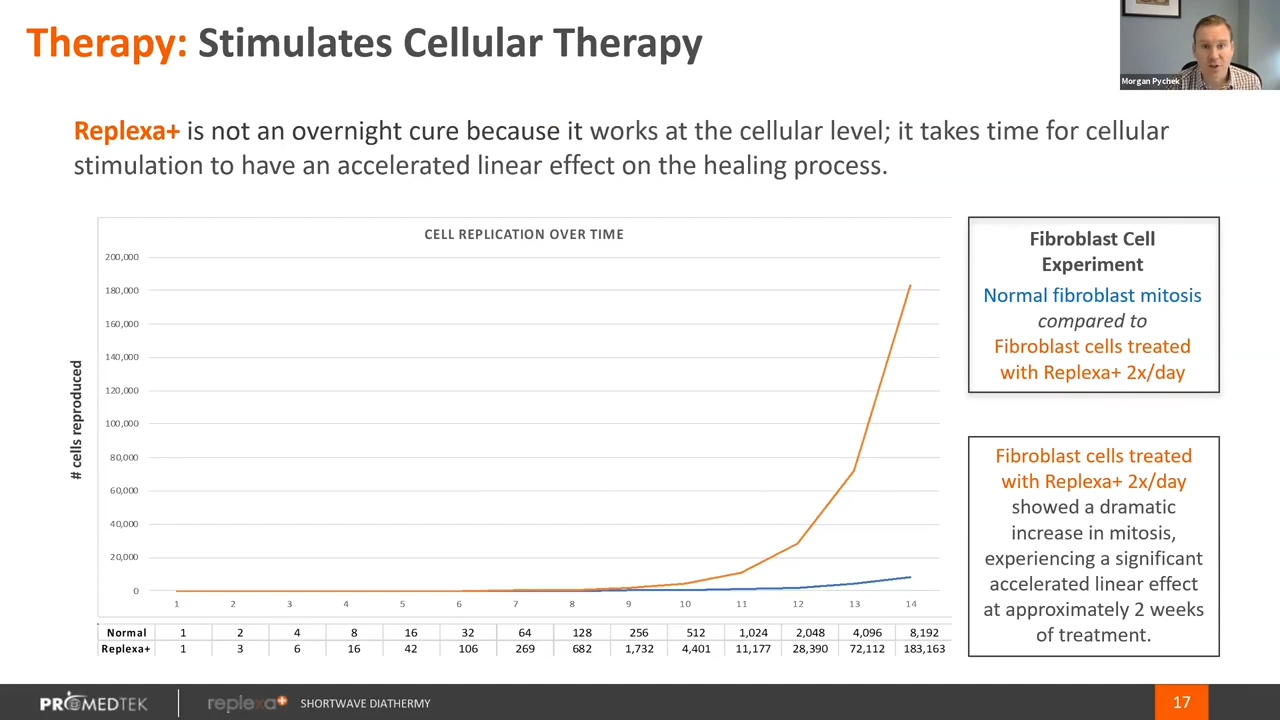 Therapy: Stimulates Cellular Therapy
Morgan Pychek
Replexa+ is not an overnight cure because it works at the cellular level; it takes time for cellular
stimulation to have an accelerated linear effect on the healing process.
CELL REPLICATION OVER TIME
# cells reproduced
200,000
180,000
160,000
140,000
120,000
100,000
80,000
60,000
40,000
20,000
0
1 2 3 4 5 6 7 8 9 10 11 12 13 14
Normal 1 2 4 8 16 32 64 128 256 512 1,024 2,048 4,096 8,192
Replexa+ 1 3 6 16 42 106 269 682 1,732 4,401 11,177 28,390 72,112 183,163
Fibroblast Cell
Experiment
Normal fibroblast mitosis
compared to
Fibroblast cells treated
with Replexa+ 2x/day
Fibroblast cells treated
with Replexa+ 2x/day
showed a dramatic
increase in mitosis,
experiencing a significant
accelerated linear effect
at approximately 2 weeks
of treatment.
PROMEDTEK
replexa+
SHORTWAVE DIATHERMY
17